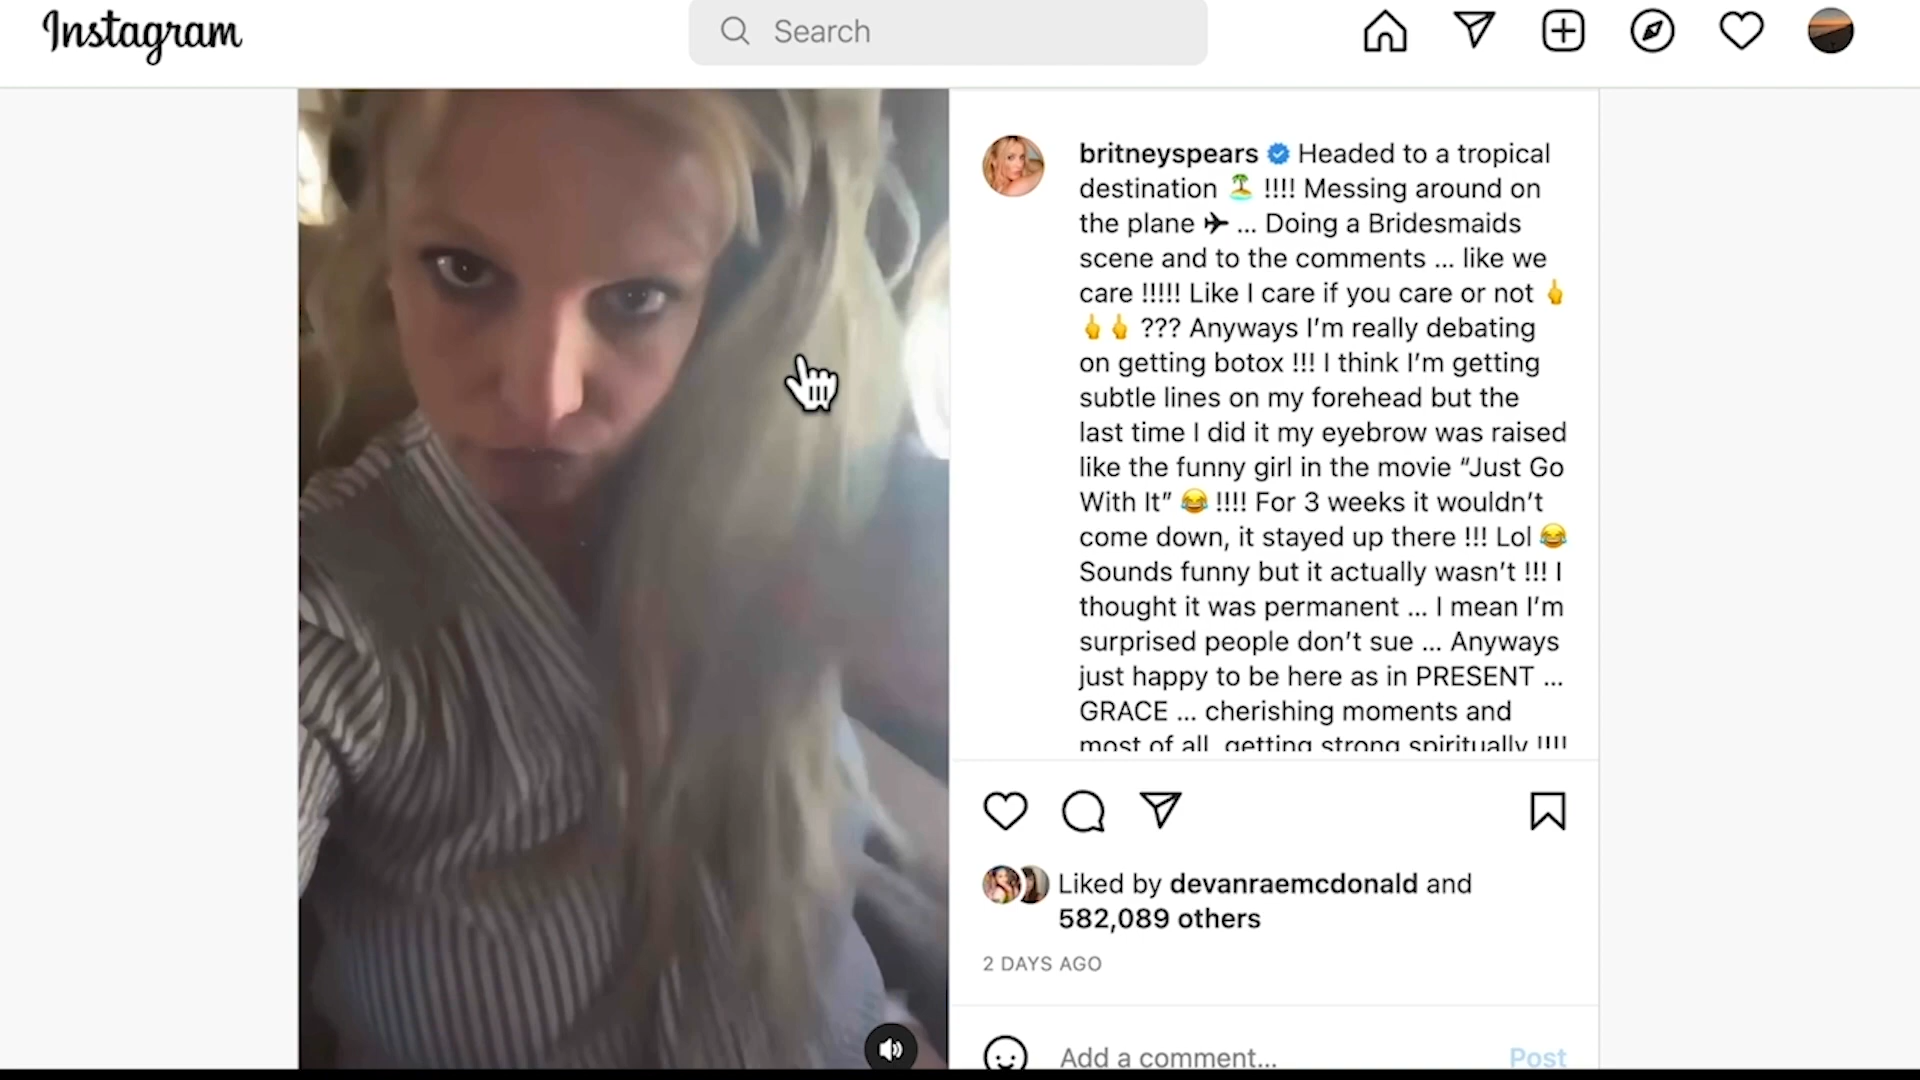 Instagram
Search
britneyspears Headed to a tropical
destination 🏝️ !!!! Messing around on
the plane ✈ ... Doing a Bridesmaids
scene and to the comments ... like we
care !!!!! Like I care if you care or not 🖕
🖕🖕 ??? Anyways I’m really debating
on getting botox !!! I think I’m getting
subtle lines on my forehead but the
last time I did it my eyebrow was raised
like the funny girl in the movie “Just Go
With It” 😂 !!!! For 3 weeks it wouldn’t
come down, it stayed up there !!! Lol 😂
Sounds funny but it actually wasn’t !!! I
thought it was permanent ... I mean I’m
surprised people don’t sue ... Anyways
just happy to be here as in PRESENT ...
GRACE ... cherishing moments and
most of all, getting strong spiritually !!!!
Liked by devanraemcdonald and
582,089 others
2 DAYS AGO
Add a comment...
Post